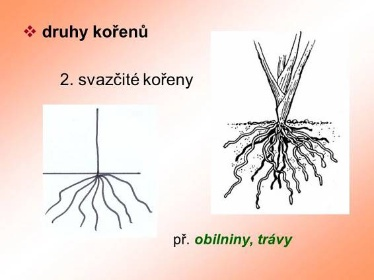 druhy kořenů
2. svazčité kořeny
př. obilniny, trávy